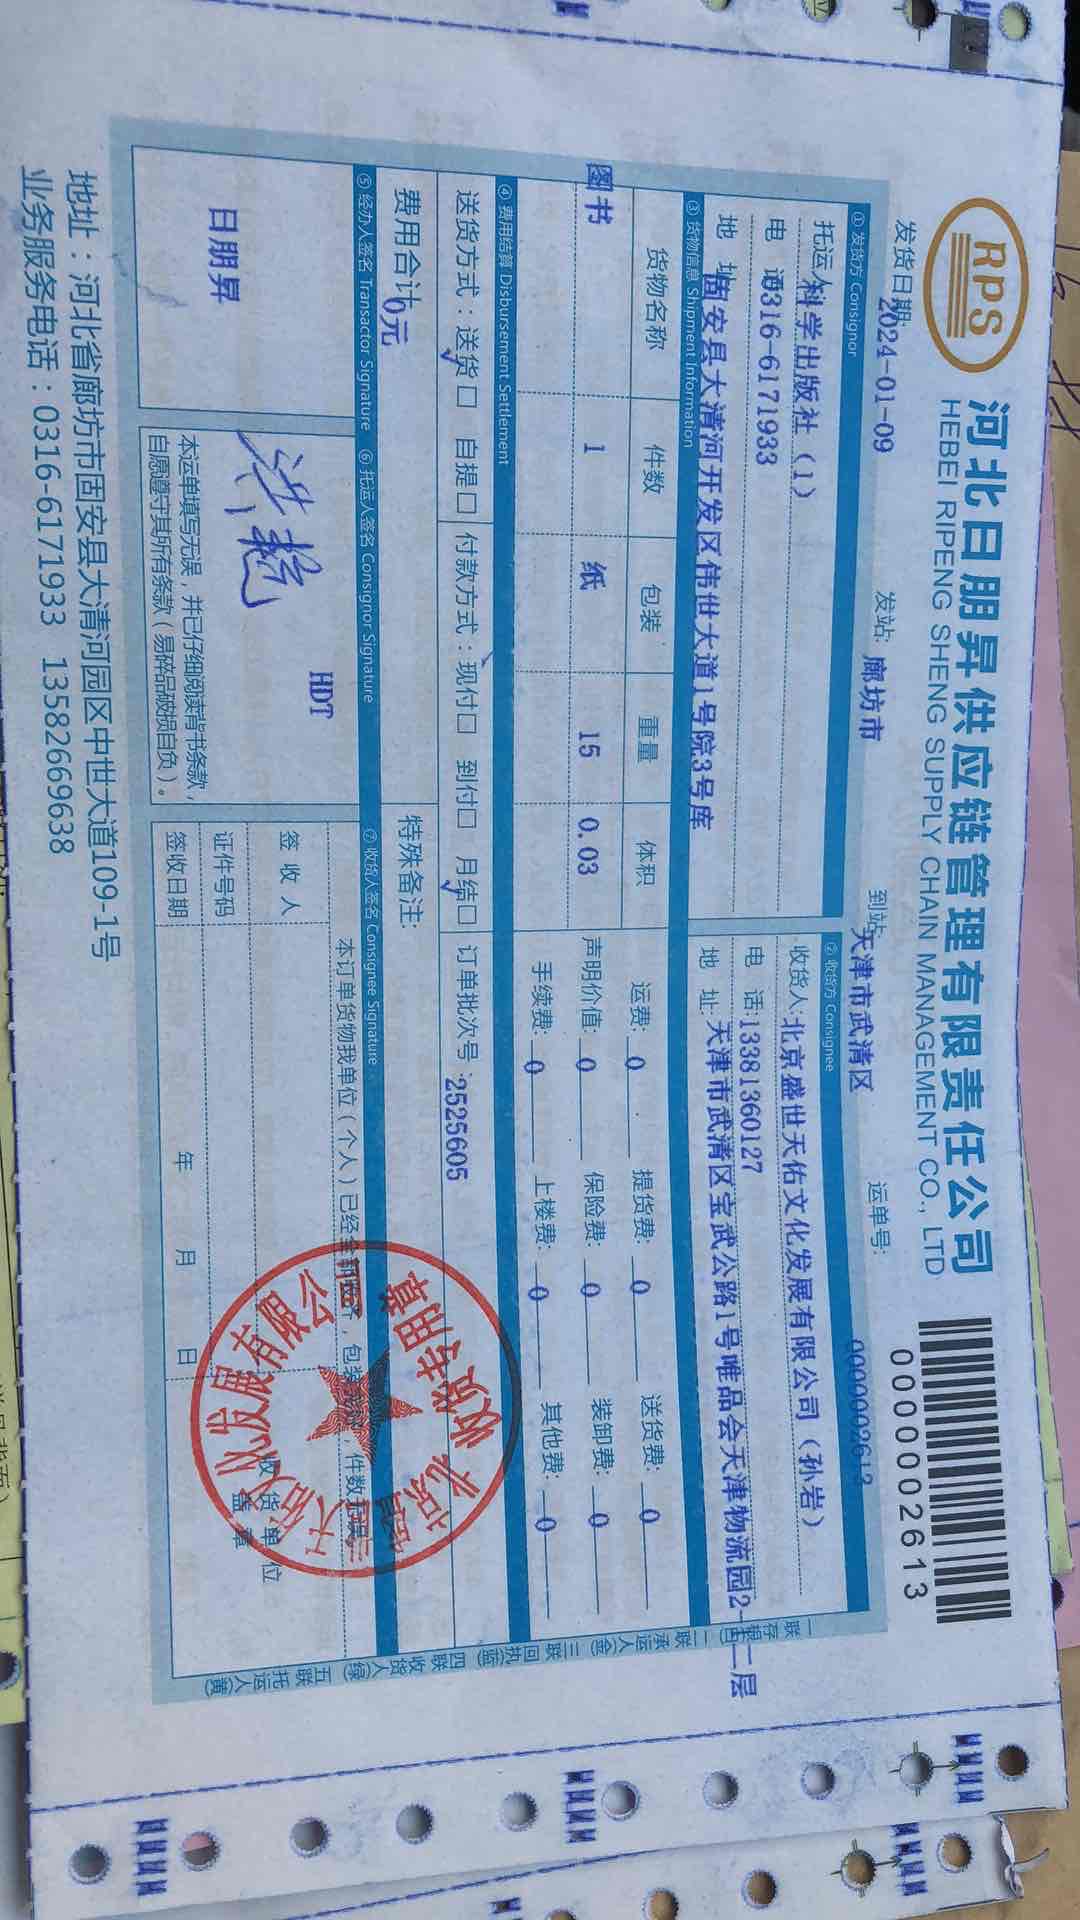 RPS
河北日朋昇供应链管理有限责任公司
HEBEI RIPENG SHENG SUPPLY CHAIN MANAGEMENT CO., LTD
0000002613
发货日期: 2024-01-09 发站: 廊坊市 到站: 天津市武清区 运单号: 0000002613
① 发货方 Consignor
托运人 科学出版社（1）
电 话 0316-6171933
地 址 固安县大清河开发区伟世大道1号院3号库
② 收货方 Consignee
收货人:北京盛世天佑文化发展有限公司（孙岩）
电 话:13381360127
地 址:天津市武清区宝武公路1号唯品会天津物流园2-二层
③ 货物信息 Shipment Information
货物名称 件数 包装 重量 体积
图书 1 纸 15 0.03
运费: 0 提货费: 0 送货费: 0
声明价值: 0 保险费: 0 装卸费: 0
手续费: 0 上楼费: 0 其他费: 0
④ 费用结算 Disbursement Settlement
送货方式：送货□ 自提□ 付款方式：现付□ 到付□ 月结□ 订单批次号:2525605
费用合计 0元 特殊备注:
⑤ 经办人签名 Transactor Signature ⑥ 托运人签名 Consignor Signature ⑦ 收货人签名 Consignee Signature
日朋昇
HDT
本运单填写无误，并已仔细阅读背书条款，
自愿遵守其所有条款（易碎品破损自负）。
本订单货物我单位（个人）已经全部收齐，包装完好，件数无误
签 收 人
证件号码
签收日期 年 月 日
收货单位
盖章
天佑文化发展有限公
收货专用章
一联 存根(白) 二联 承运人(金) 三联 回执(蓝) 四联 收货人(绿) 五联 托运人(黄)
地址：河北省廊坊市固安县大清河园区中世大道109-1号
业务服务电话：0316-6171933 13582669638